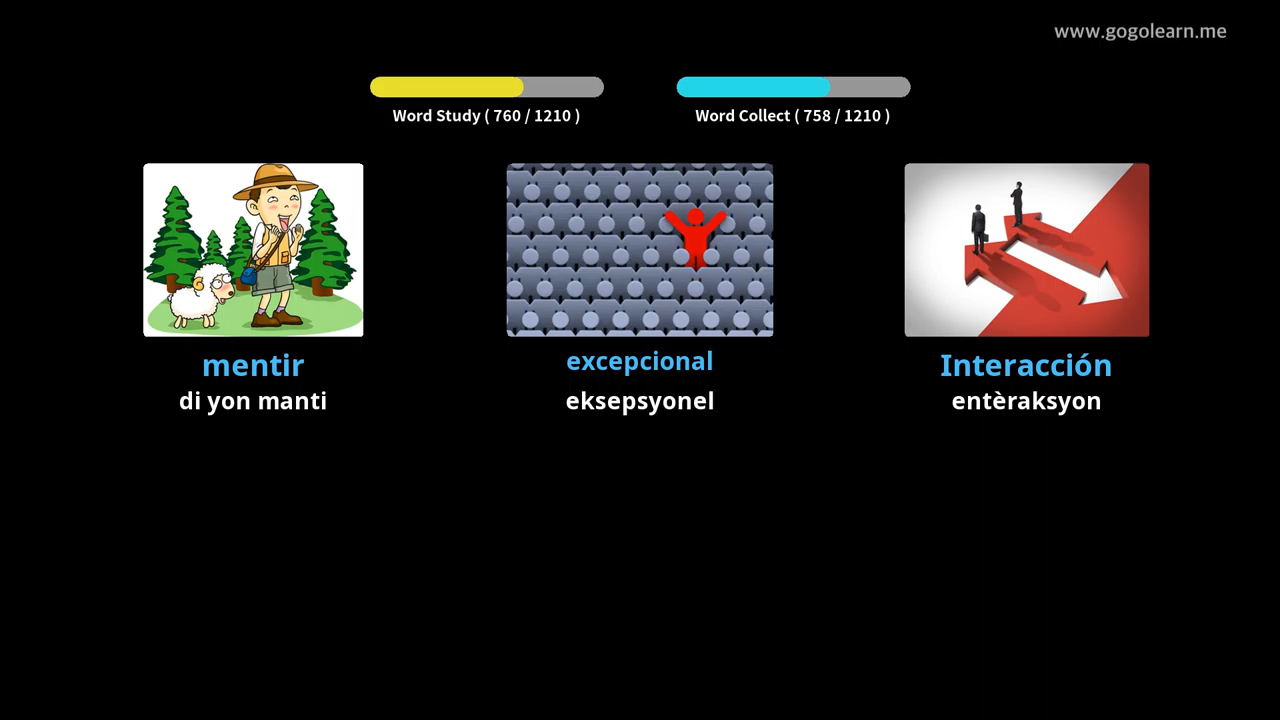 www.gogolearn.me
Word Study ( 760 / 1210 )
Word Collect ( 758 / 1210 )
mentir
di yon manti
excepcional
eksepsyonel
Interacción
entèraksyon